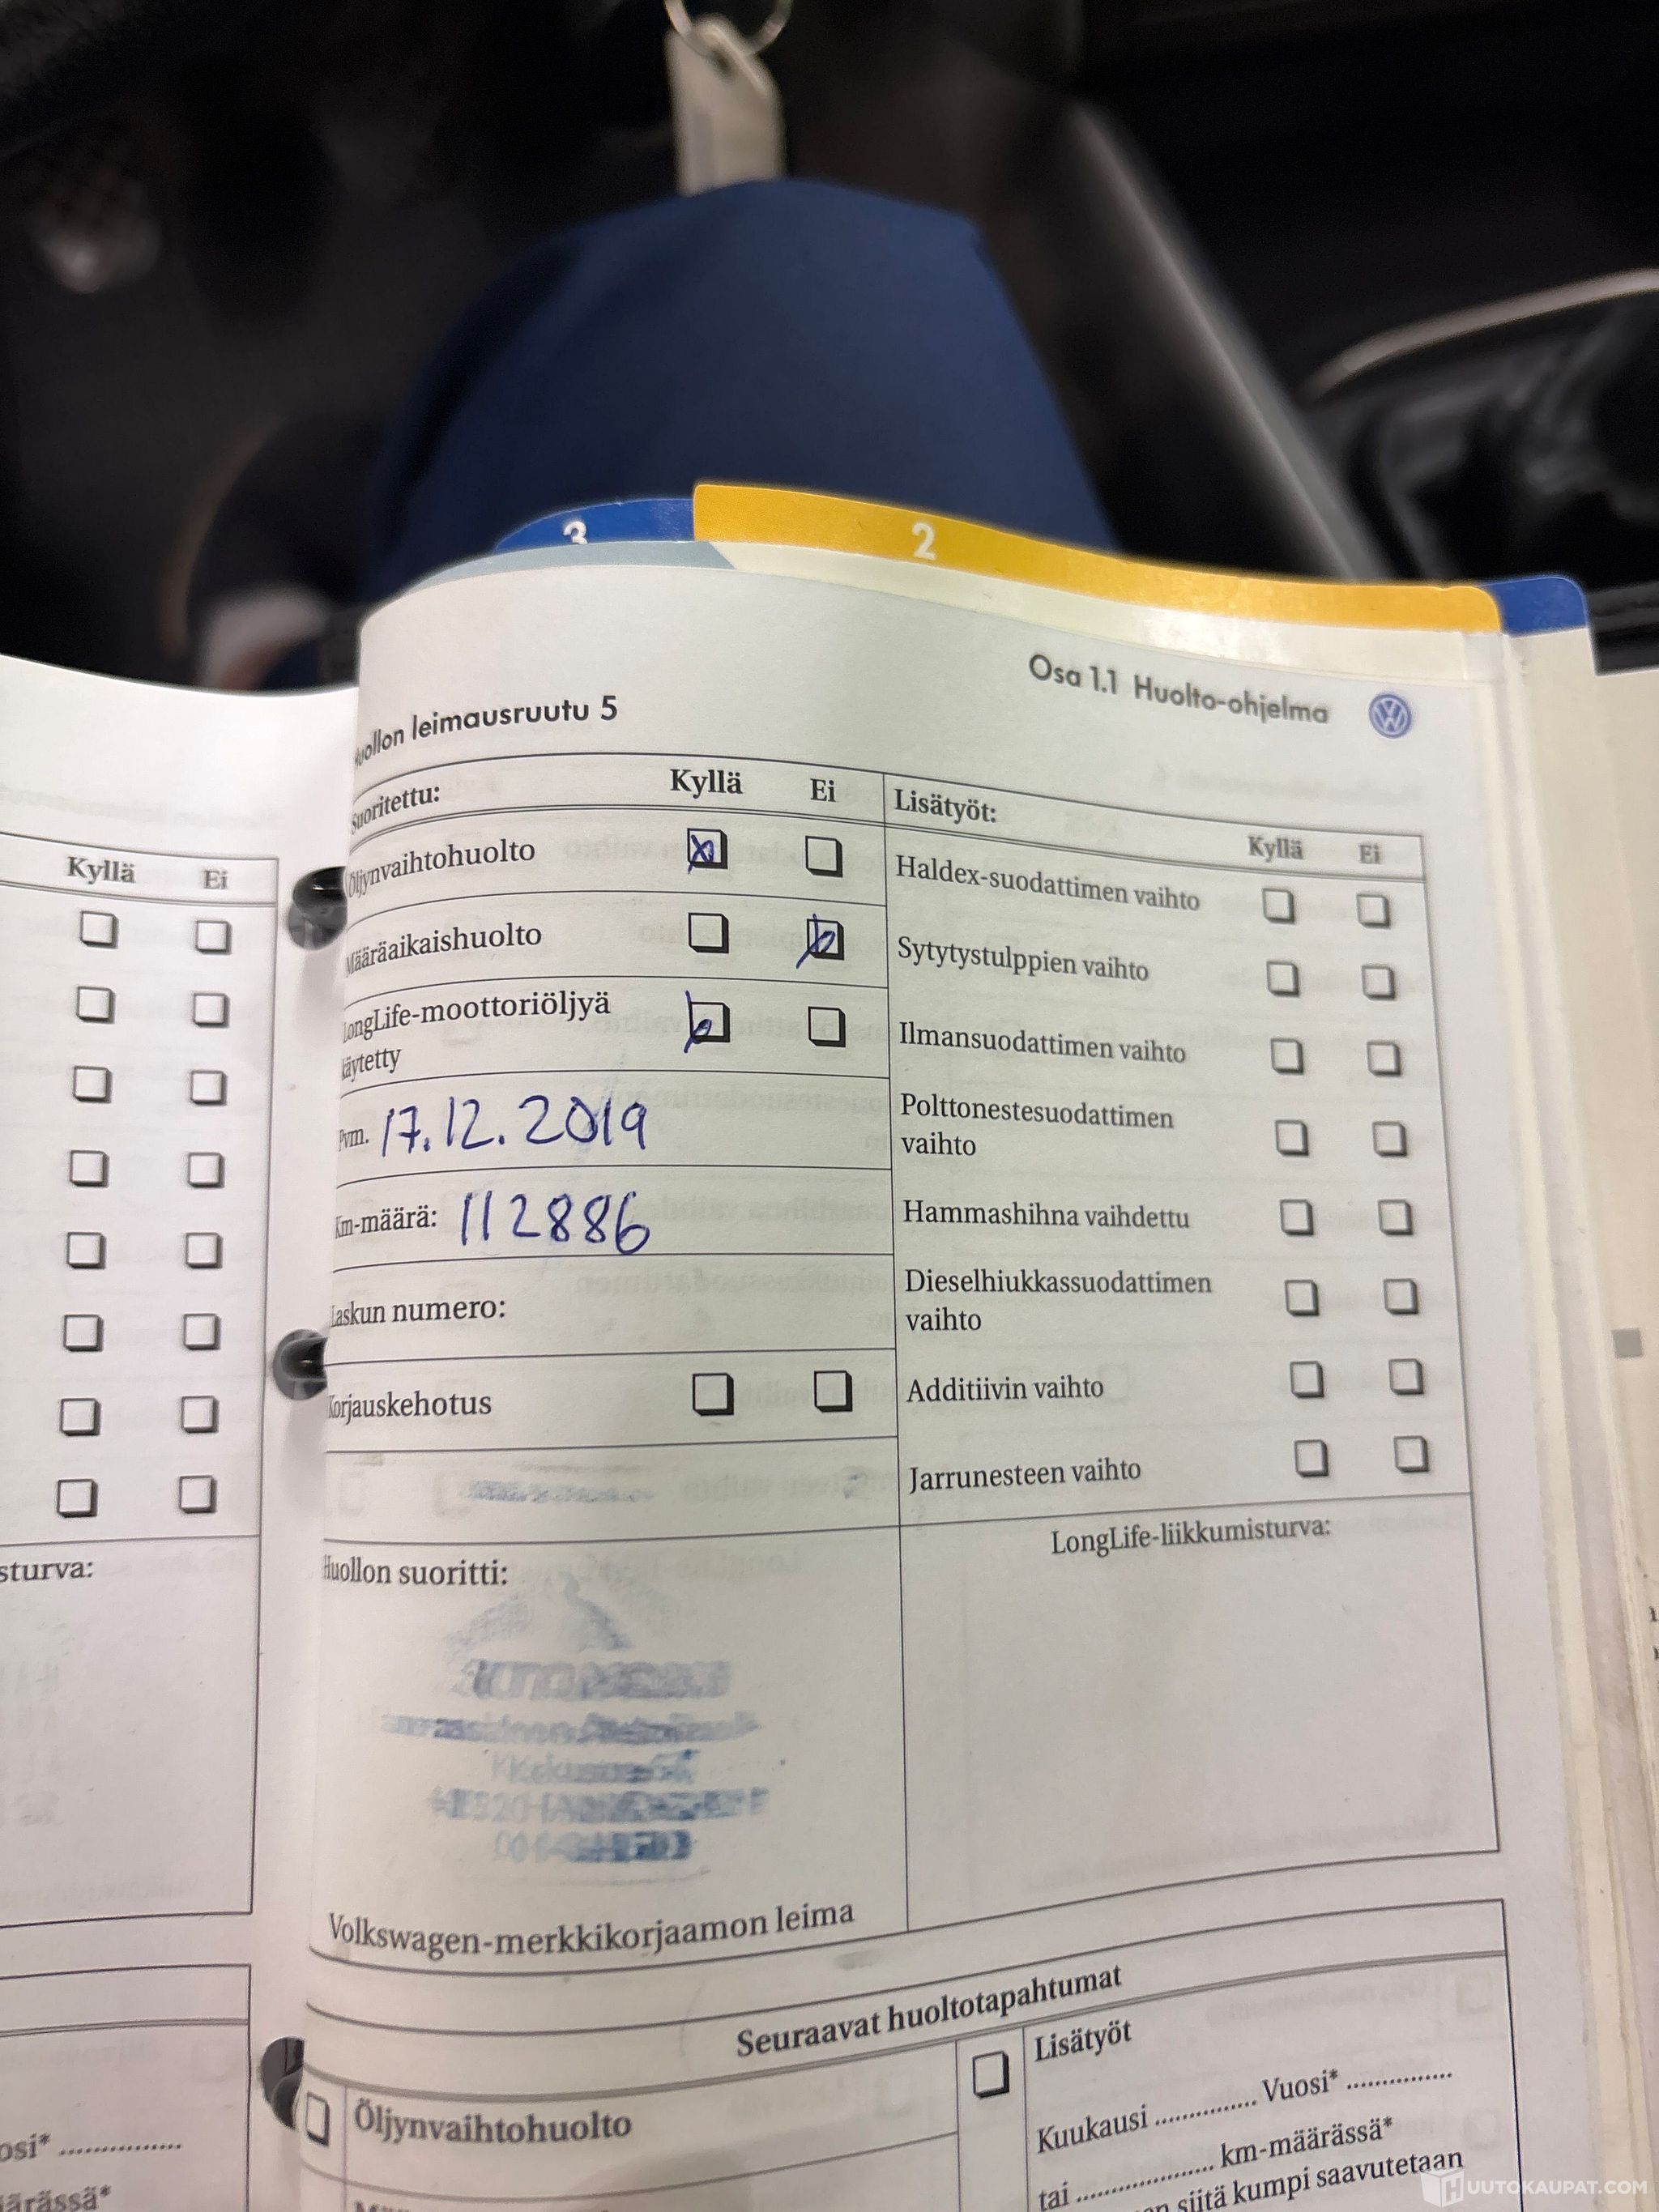 3
2
Osa 1.1 Huolto-ohjelma
leimausruutu 5
Kyllä Ei
Kyllä Ei
Lisätyöt:
Kyllä Ei
Öljynvaihtohuolto
Haldex-suodattimen vaihto
Määräaikaishuolto
Sytytystulppien vaihto
LongLife-moottoriöljyä
käytetty
Ilmansuodattimen vaihto
Pvm. 17.12.2019
Polttonestesuodattimen
vaihto
Km-määrä: 112886
Hammashihna vaihdettu
Laskun numero:
Dieselhiukkassuodattimen
vaihto
Korjauskehotus
Additiivin vaihto
Jarrunesteen vaihto
sturva:
Huollon suoritti:
LongLife-liikkumisturva:
Volkswagen-merkkikorjaamon leima
Seuraavat huoltotapahtumat
Öljynvaihtohuolto
Lisätyöt
Kuukausi ............... Vuosi* ...............
osi* ...............
tai .................... km-määrässä*
ärässä*
siitä kumpi saavutetaan
HUUTOKAUPAT.COM